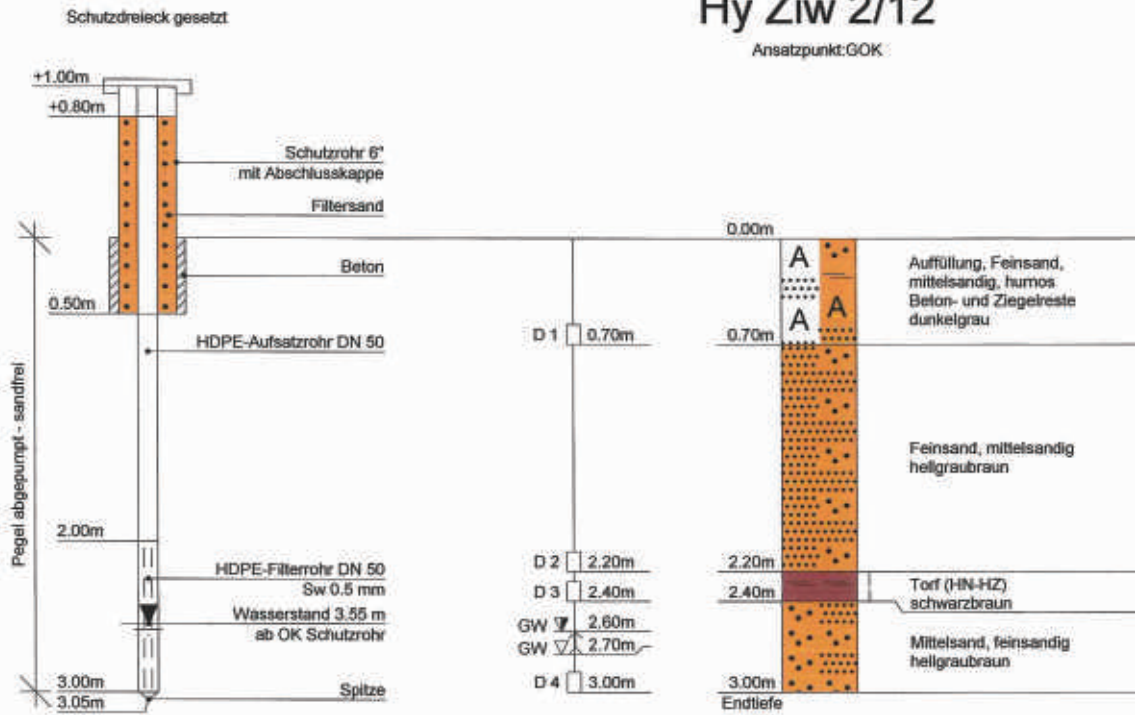 Schutzdreieck gesetzt
Hy Ziw 2/12
Ansatzpunkt:GOK
+1.00m
+0.80m
Schutzrohr 6"
mit Abschlusskappe
Filtersand
Beton
0.50m
HDPE-Aufsatzrohr DN 50
Pegel abgepumpt - sandfrei
2.00m
HDPE-Filterrohr DN 50
Sw 0.5 mm
Wasserstand 3.55 m
ab OK Schutzrohr
3.00m
3.05m
Spitze
D 1 0.70m
D 2 2.20m
D 3 2.40m
GW 2.60m
GW 2.70m
D 4 3.00m
0.00m
0.70m
2.20m
2.40m
3.00m
Endtiefe
A
A
A
Auffüllung, Feinsand,
mittelsandig, humos
Beton- und Ziegelreste
dunkelgrau
Feinsand, mittelsandig
hellgraubraun
Torf (HN-HZ)
schwarzbraun
Mittelsand, feinsandig
hellgraubraun